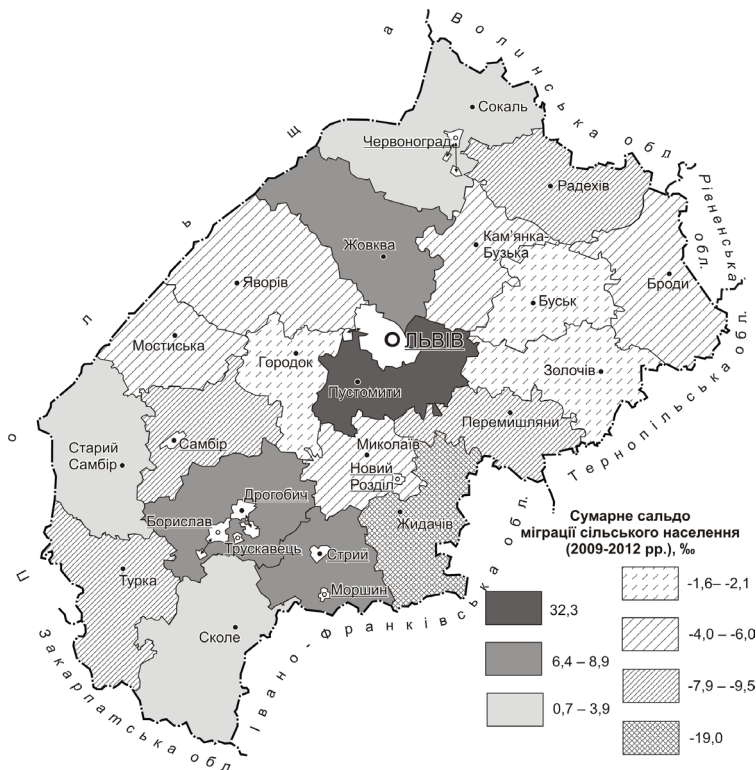 Волинська обл.
Рівненська
обл.
Тернопільська обл.
Івано-Франківська обл.
Закарпатська обл.
Польща
Сокаль
Червоноград
Радехів
Жовква
Кам'янка-
Бузька
Яворів
Броди
Буськ
Мостиська
ЛЬВІВ
Городок
Золочів
Пустомити
Перемишляни
Самбір
Миколаїв
Старий
Самбір
Новий
Розділ
Дрогобич
Борислав
Жидачів
Трускавець
Стрий
Турка
Моршин
Сколе
Сумарне сальдо
міграції сільського населення
(2009-2012 рр.), ‰
32,3
6,4 – 8,9
0,7 – 3,9
-1,6– -2,1
-4,0 – -6,0
-7,9 – -9,5
-19,0